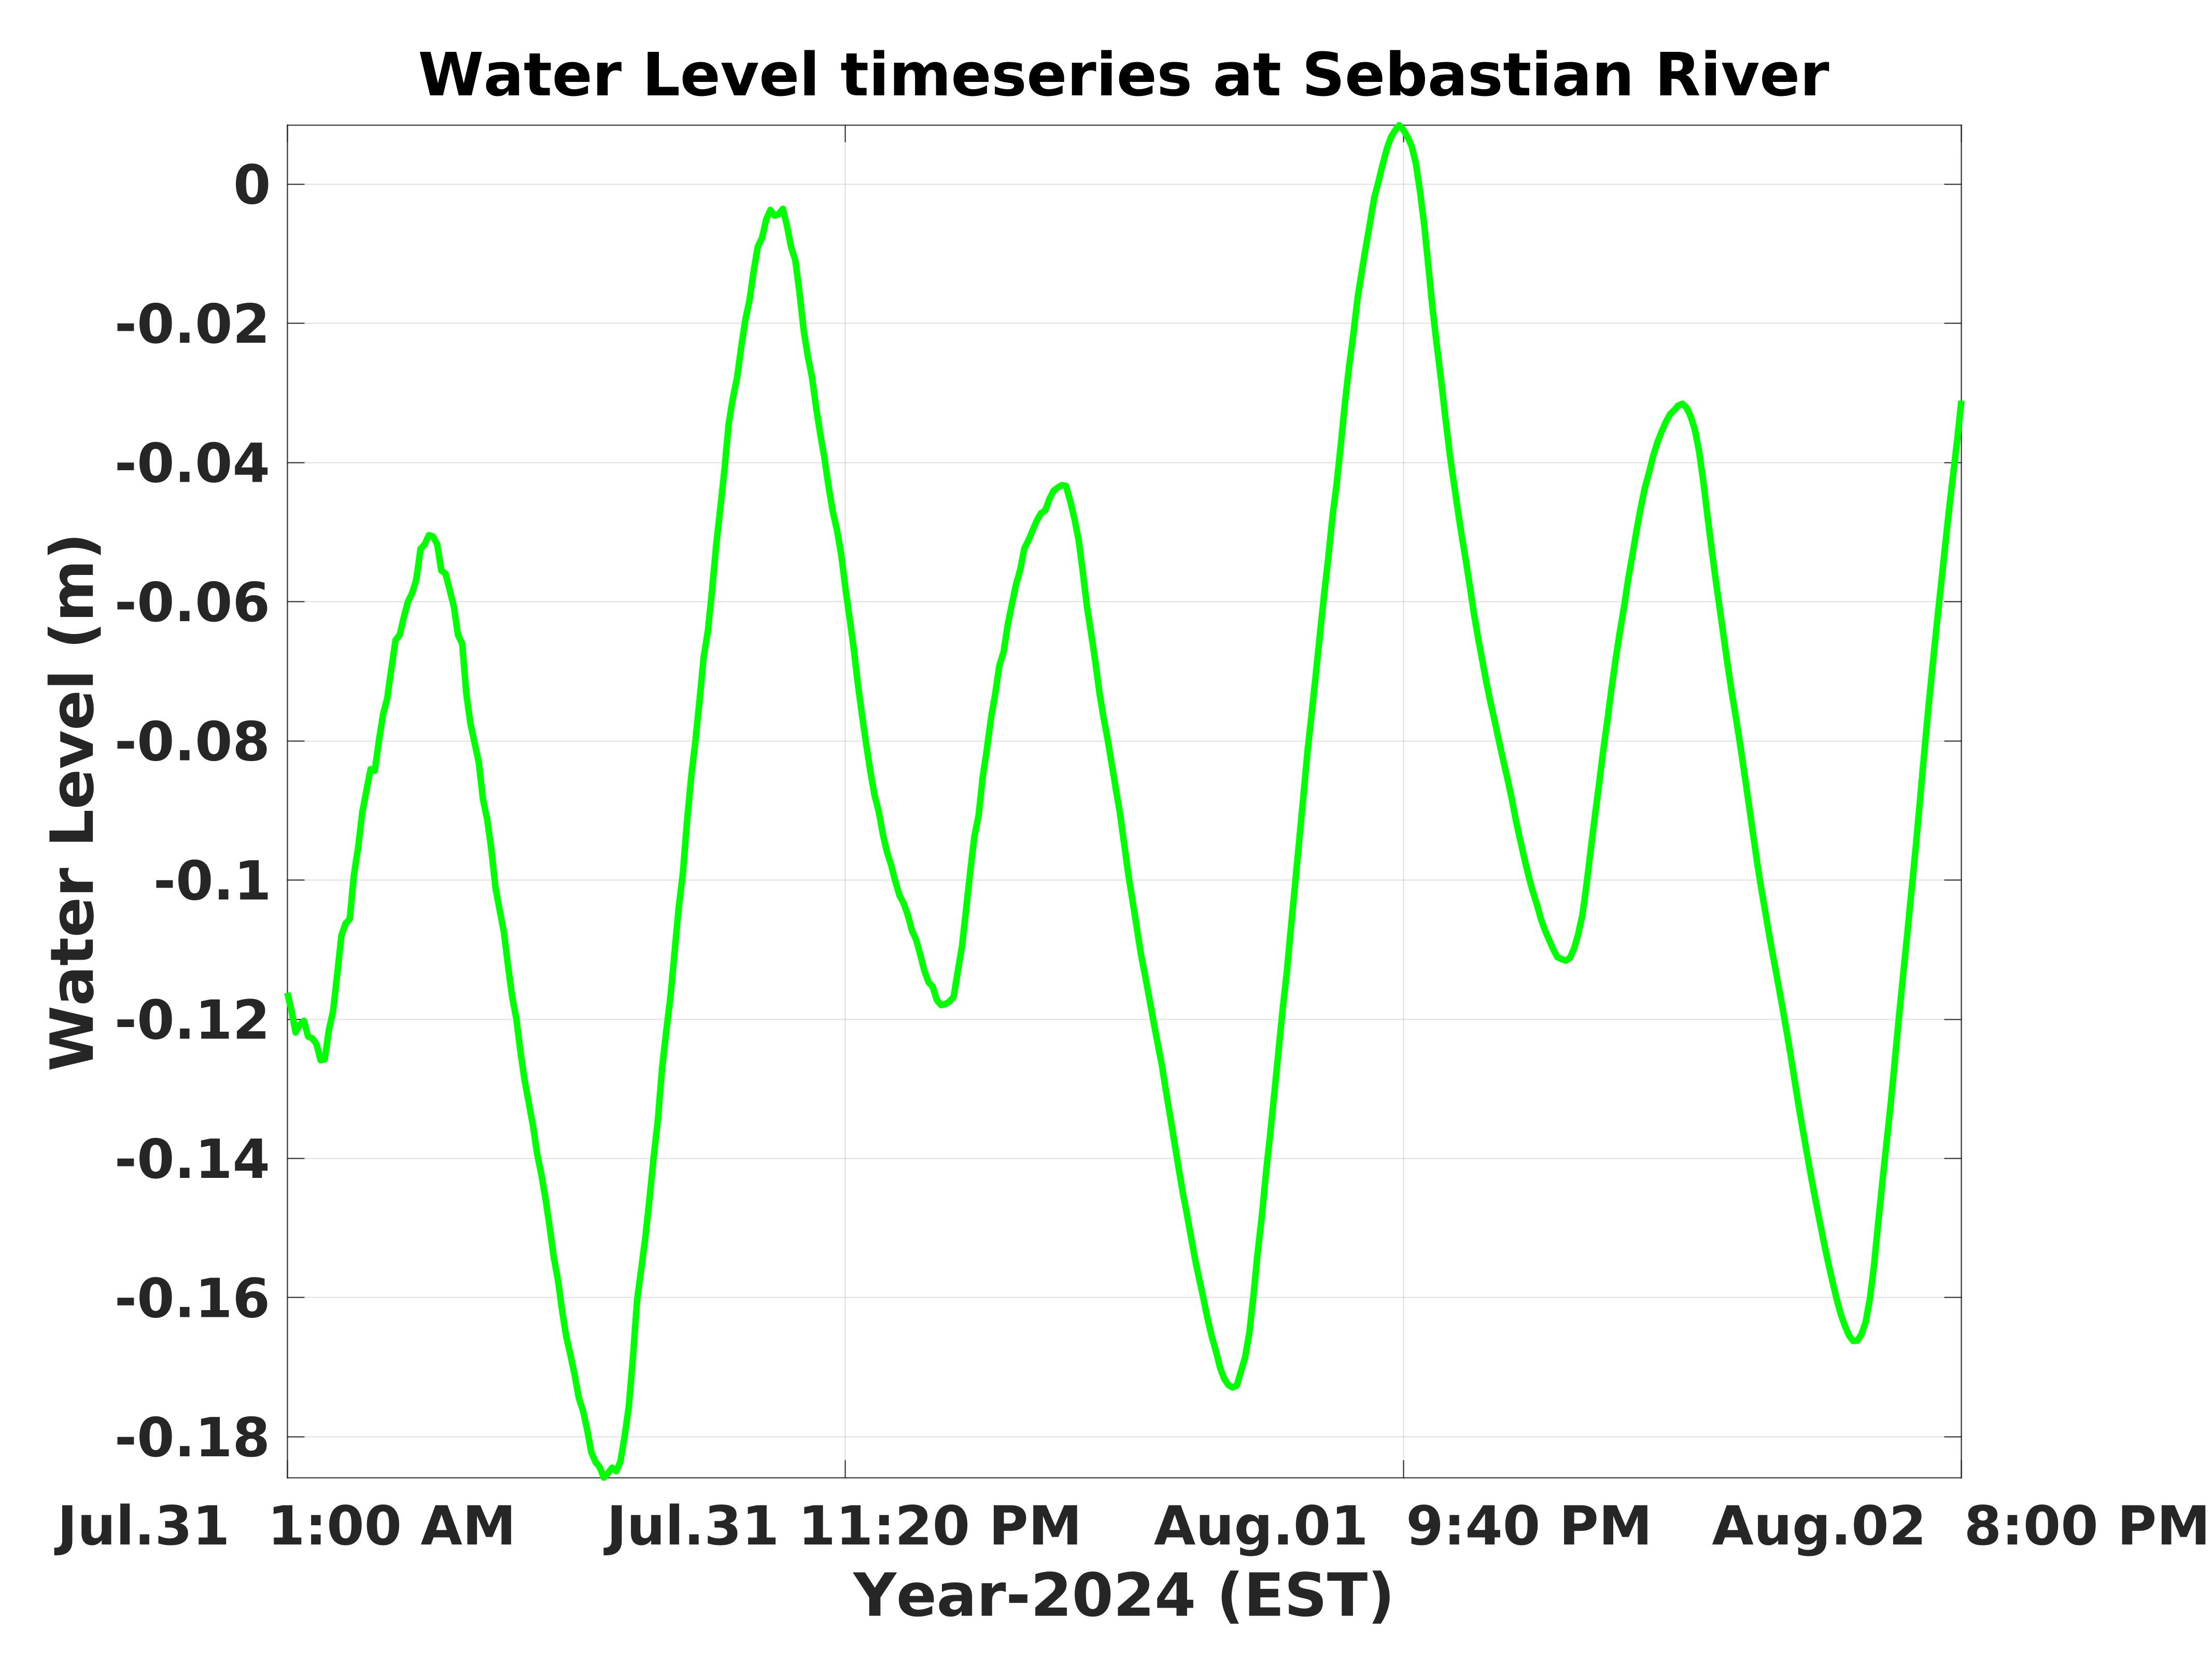 Water Level timeseries at Sebastian River
Water Level (m)
0
-0.02
-0.04
-0.06
-0.08
-0.1
-0.12
-0.14
-0.16
-0.18
Jul.31 1:00 AM
Jul.31 11:20 PM
Aug.01 9:40 PM
Aug.02 8:00 PM
Year-2024 (EST)